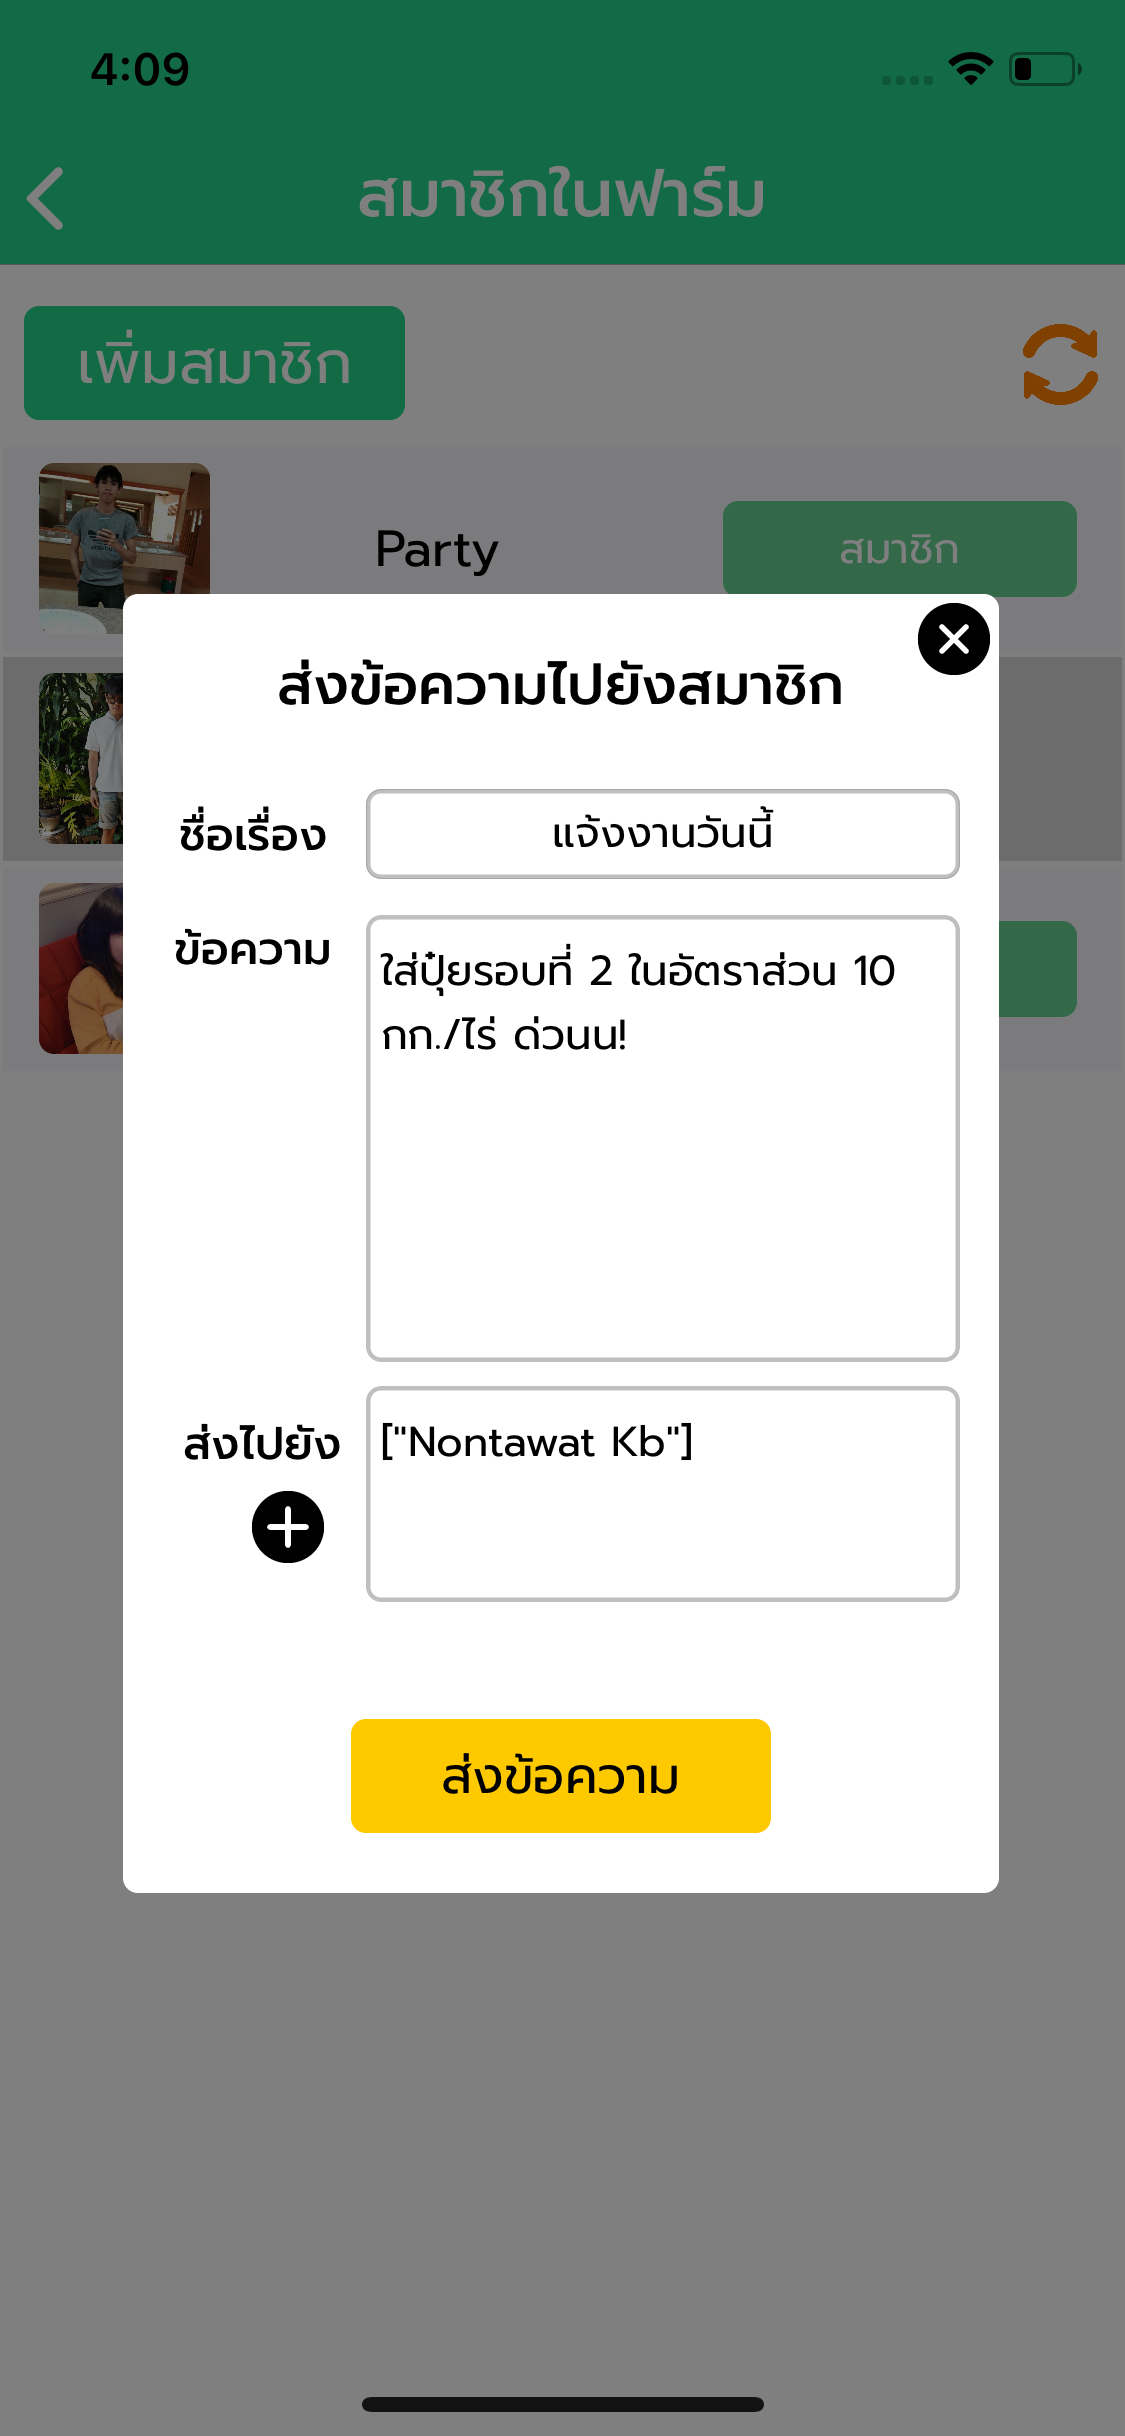 4:09
สมาชิกในฟาร์ม
เพิ่มสมาชิก
Party
สมาชิก
ส่งข้อความไปยังสมาชิก
ชื่อเรื่อง
แจ้งงานวันนี้
ข้อความ
ใส่ปุ๋ยรอบที่ 2 ในอัตราส่วน 10
กก./ไร่ ด่วนน!
ส่งไปยัง
["Nontawat Kb"]
ส่งข้อความ